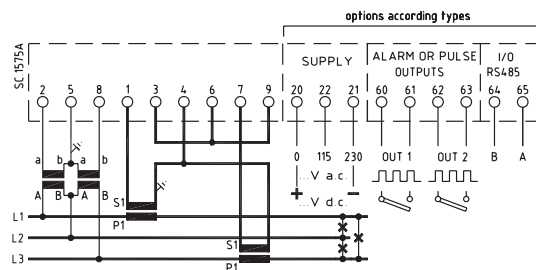 options according types
SC.1575A
SUPPLY
ALARM OR PULSE OUTPUTS
I/O RS485
2 5 8 1 3 4 6 7 9 20 22 21 60 61 62 63 64 65
a b a b
0 115 230
OUT 1 OUT 2 B A
...V a.c.
+ ...V d.c. −
A B A B
S1
P1
L1
L2
L3
S1
P1